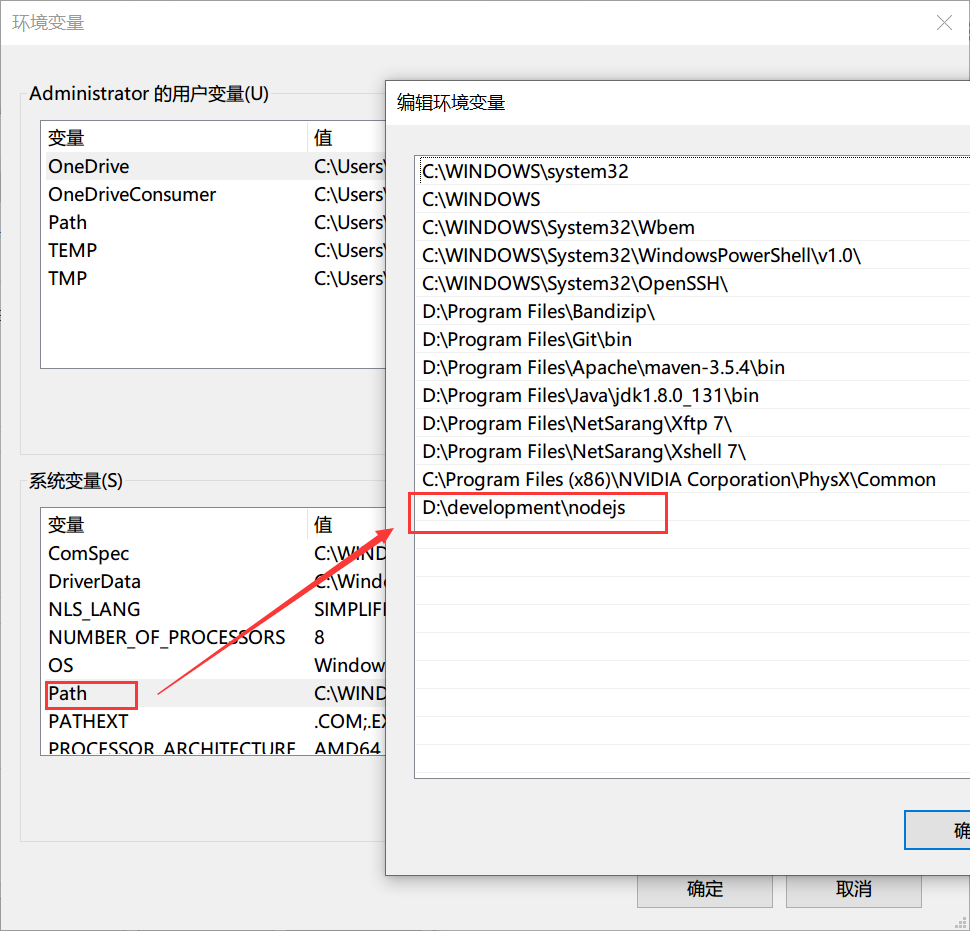 环境变量
Administrator 的用户变量(U)
变量 值
OneDrive C:\Users\
OneDriveConsumer C:\Users\
Path C:\Users\
TEMP C:\Users\
TMP C:\Users\
系统变量(S)
变量 值
ComSpec C:\WIND
DriverData C:\Windo
NLS_LANG SIMPLIFI
NUMBER_OF_PROCESSORS 8
OS Window
Path C:\WIND
PATHEXT .COM;.EX
PROCESSOR_ARCHITECTURE AMD64
编辑环境变量
C:\WINDOWS\system32
C:\WINDOWS
C:\WINDOWS\System32\Wbem
C:\WINDOWS\System32\WindowsPowerShell\v1.0\
C:\WINDOWS\System32\OpenSSH\
D:\Program Files\Bandizip\
D:\Program Files\Git\bin
D:\Program Files\Apache\maven-3.5.4\bin
D:\Program Files\Java\jdk1.8.0_131\bin
D:\Program Files\NetSarang\Xftp 7\
D:\Program Files\NetSarang\Xshell 7\
C:\Program Files (x86)\NVIDIA Corporation\PhysX\Common
D:\development\nodejs
确
确定 取消